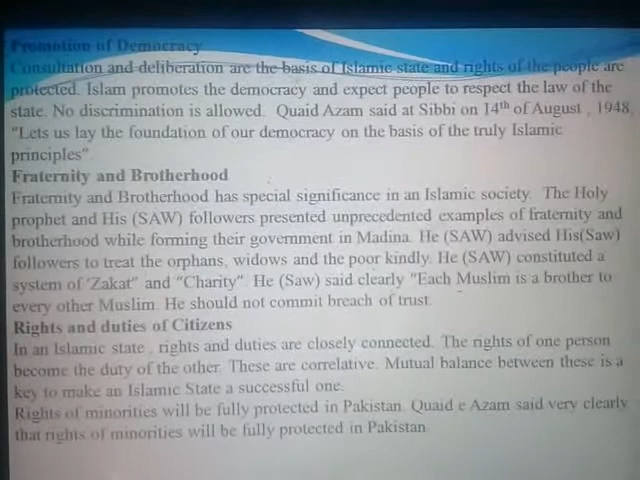 Promotion of Democracy
Consultation and deliberation are the basis of Islamic state and rights of the people are
protected. Islam promotes the democracy and expect people to respect the law of the
state. No discrimination is allowed. Quaid Azam said at Sibbi on 14th of August , 1948,
"Lets us lay the foundation of our democracy on the basis of the truly Islamic
principles"
Fraternity and Brotherhood
Fraternity and Brotherhood has special significance in an Islamic society. The Holy
prophet and His (SAW) followers presented unprecedented examples of fraternity and
brotherhood while forming their government in Madina. He (SAW) advised His(Saw)
followers to treat the orphans, widows and the poor kindly. He (SAW) constituted a
system of 'Zakat" and "Charity". He (Saw) said clearly "Each Muslim is a brother to
every other Muslim. He should not commit breach of trust.
Rights and duties of Citizens
In an Islamic state , rights and duties are closely connected. The rights of one person
become the duty of the other. These are correlative. Mutual balance between these is a
key to make an Islamic State a successful one.
Rights of minorities will be fully protected in Pakistan. Quaid e Azam said very clearly
that rights of minorities will be fully protected in Pakistan